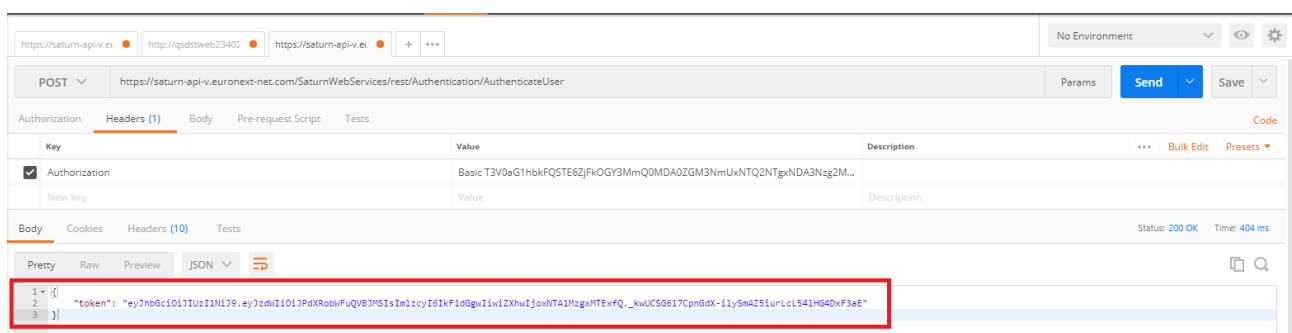 https://saturn-api-v.eu http://qsdstweb23402 https://saturn-api-v.eu + ••• No Environment
POST https://saturn-api-v.euronext-net.com/SaturnWebServices/rest/Authentication/AuthenticateUser Params Send Save
Authorization Headers (1) Body Pre-request Script Tests Code
Key Value Description ••• Bulk Edit Presets
Authorization Basic T3V0aG1hbkFQSTE6ZjFkOGY3MmQ0MDA0ZGM3NmUxNTQ2NTgxNDA3Nzg2M...
New key Value Description
Body Cookies Headers (10) Tests Status: 200 OK Time: 404 ms
Pretty Raw Preview JSON
1 {
2 "token": "eyJhbGciOiJIUzI1NiJ9.eyJzdWIiOiJPdXRobWFuQVBJMSIsImlzcyI6IkF1dGgwIiwiZXhwIjoxNTA1MzgxMTExfQ._kwUCSG617CpnGdX-ilySmAZ5iurLcL541HG4DxF3aE"
3 }